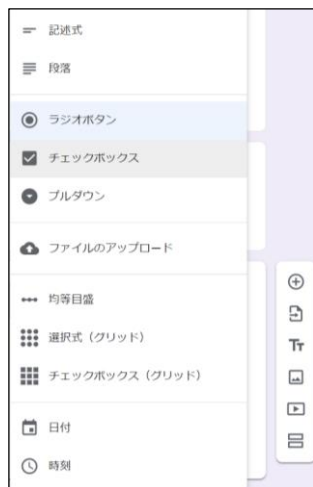 記述式
段落
ラジオボタン
チェックボックス
プルダウン
ファイルのアップロード
均等目盛
選択式（グリッド）
チェックボックス（グリッド）
日付
時刻
Tт